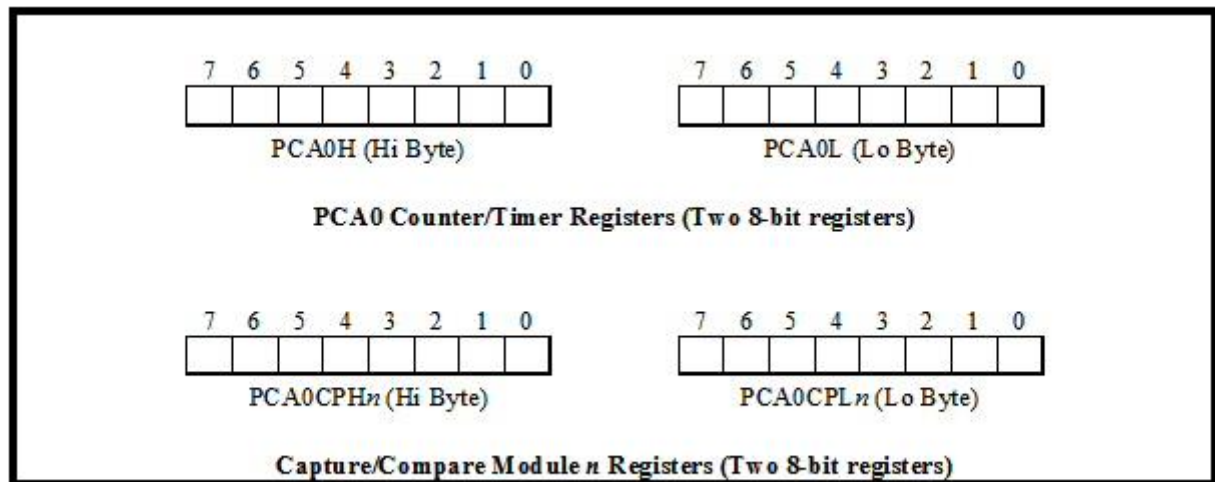 7 6 5 4 3 2 1 0 7 6 5 4 3 2 1 0
PCA0H (Hi Byte) PCA0L (Lo Byte)
PCA0 Counter/Timer Registers (Two 8-bit registers)
7 6 5 4 3 2 1 0 7 6 5 4 3 2 1 0
PCA0CPHn (Hi Byte) PCA0CPLn (Lo Byte)
Capture/Compare Module n Registers (Two 8-bit registers)